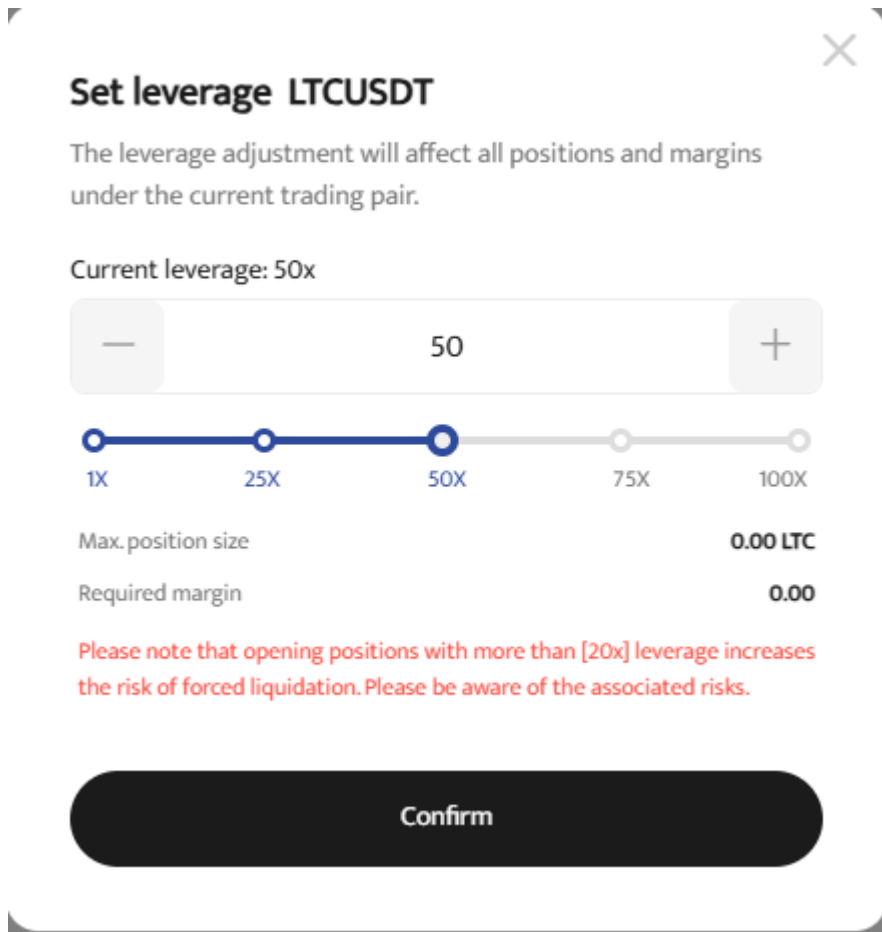 Set leverage LTCUSDT
The leverage adjustment will affect all positions and margins
under the current trading pair.
Current leverage: 50x
50
1X 25X 50X 75X 100X
Max. position size 0.00 LTC
Required margin 0.00
Please note that opening positions with more than [20x] leverage increases
the risk of forced liquidation. Please be aware of the associated risks.
Confirm